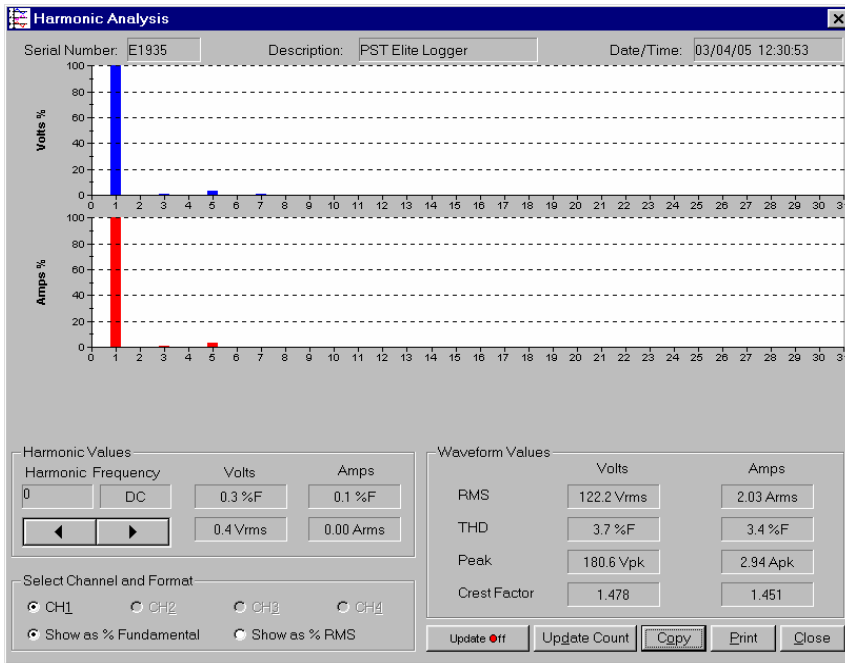 Harmonic Analysis
Serial Number: E1935 Description: PST Elite Logger Date/Time: 03/04/05 12:30:53
Volts %
100
80
60
40
20
0
0 1 2 3 4 5 6 7 8 9 10 11 12 13 14 15 16 17 18 19 20 21 22 23 24 25 26 27 28 29 30
Amps %
100
80
60
40
20
0
0 1 2 3 4 5 6 7 8 9 10 11 12 13 14 15 16 17 18 19 20 21 22 23 24 25 26 27 28 29 30
Harmonic Values
Harmonic Frequency Volts Amps
0 DC 0.3 %F 0.1 %F
0.4 Vrms 0.00 Arms
Select Channel and Format
CH1 CH2 CH3 CH4
Show as % Fundamental Show as % RMS
Waveform Values
Volts Amps
RMS 122.2 Vrms 2.03 Arms
THD 3.7 %F 3.4 %F
Peak 180.6 Vpk 2.94 Apk
Crest Factor 1.478 1.451
Update Off Update Count Copy Print Close